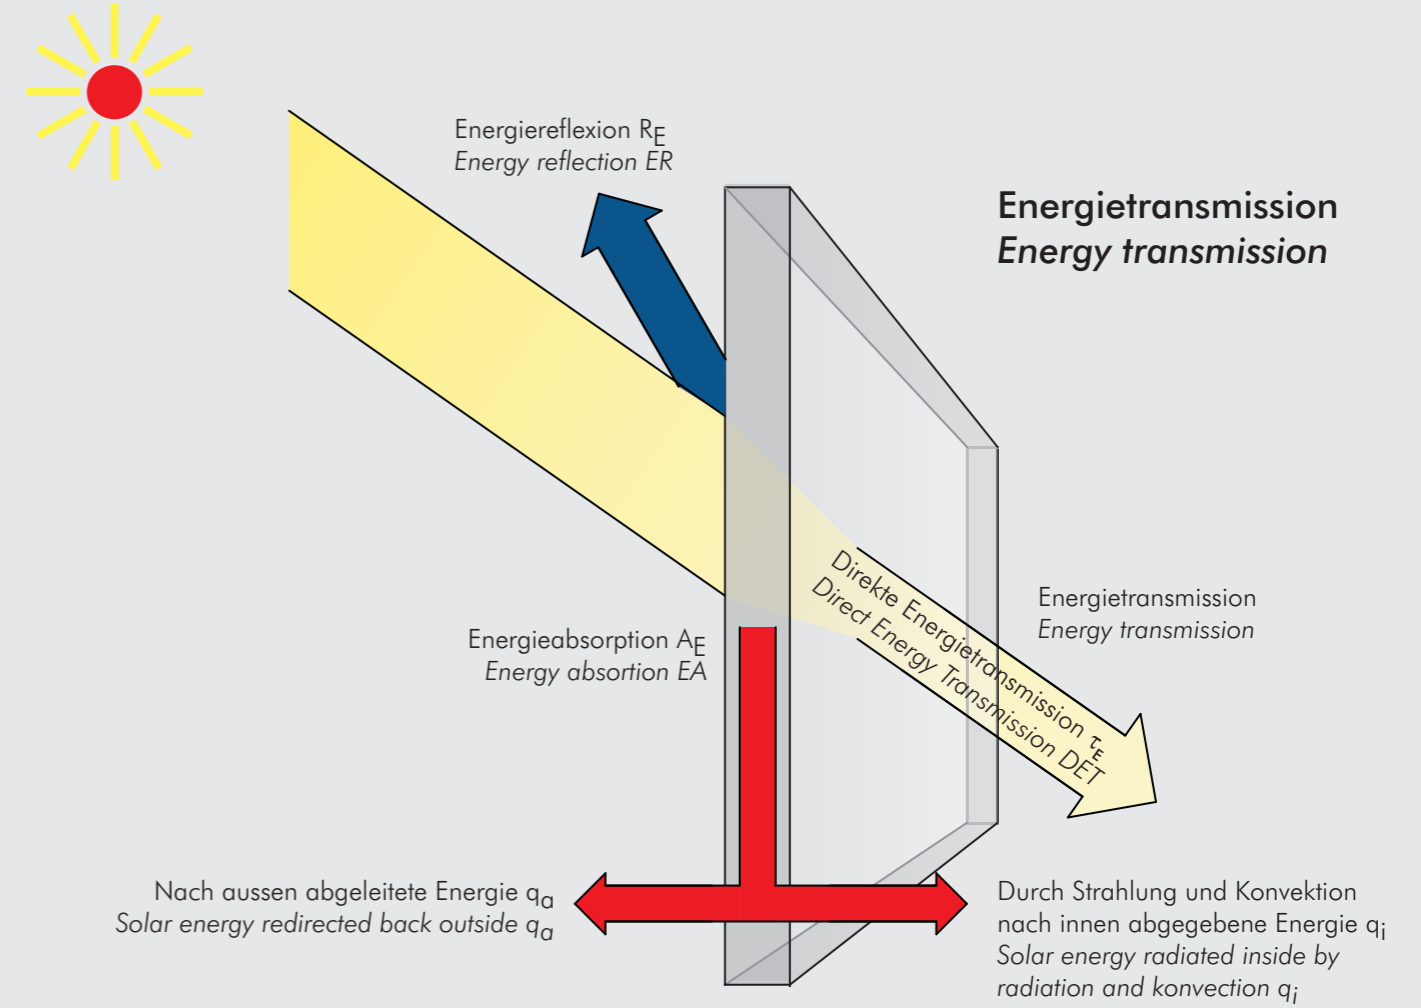 Energiereflexion RE
Energy reflection ER
Energietransmission
Energy transmission
Direkte Energietransmission τE
Direct Energy Transmission DET
Energietransmission
Energy transmission
Energieabsorption AE
Energy absortion EA
Nach aussen abgeleitete Energie qa
Solar energy redirected back outside qa
Durch Strahlung und Konvektion
nach innen abgegebene Energie qi
Solar energy radiated inside by
radiation and konvection qi